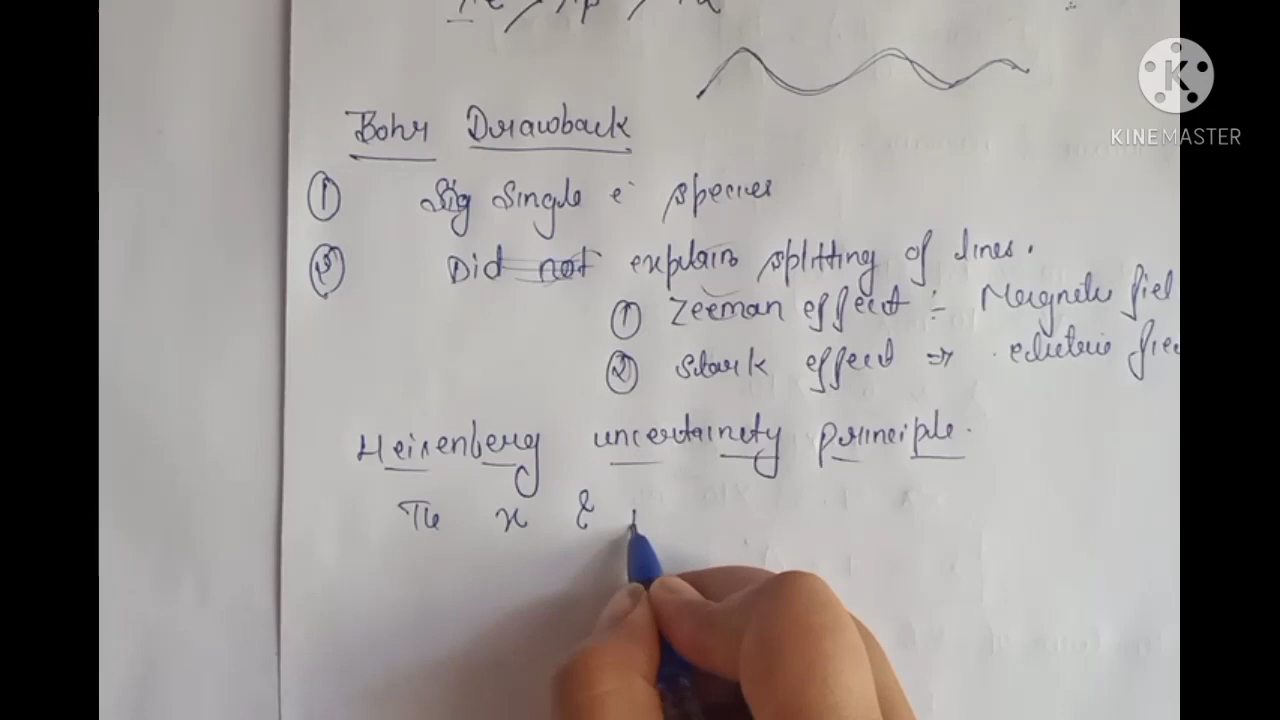 KINEMASTER
Bohr Drawback
① Single e⁻ species
② Did not explain splitting of lines.
① Zeeman effect :- Magnetic fiel
② Stark effect ⇒ electric fie
Heisenberg uncertainty principle.
The x &